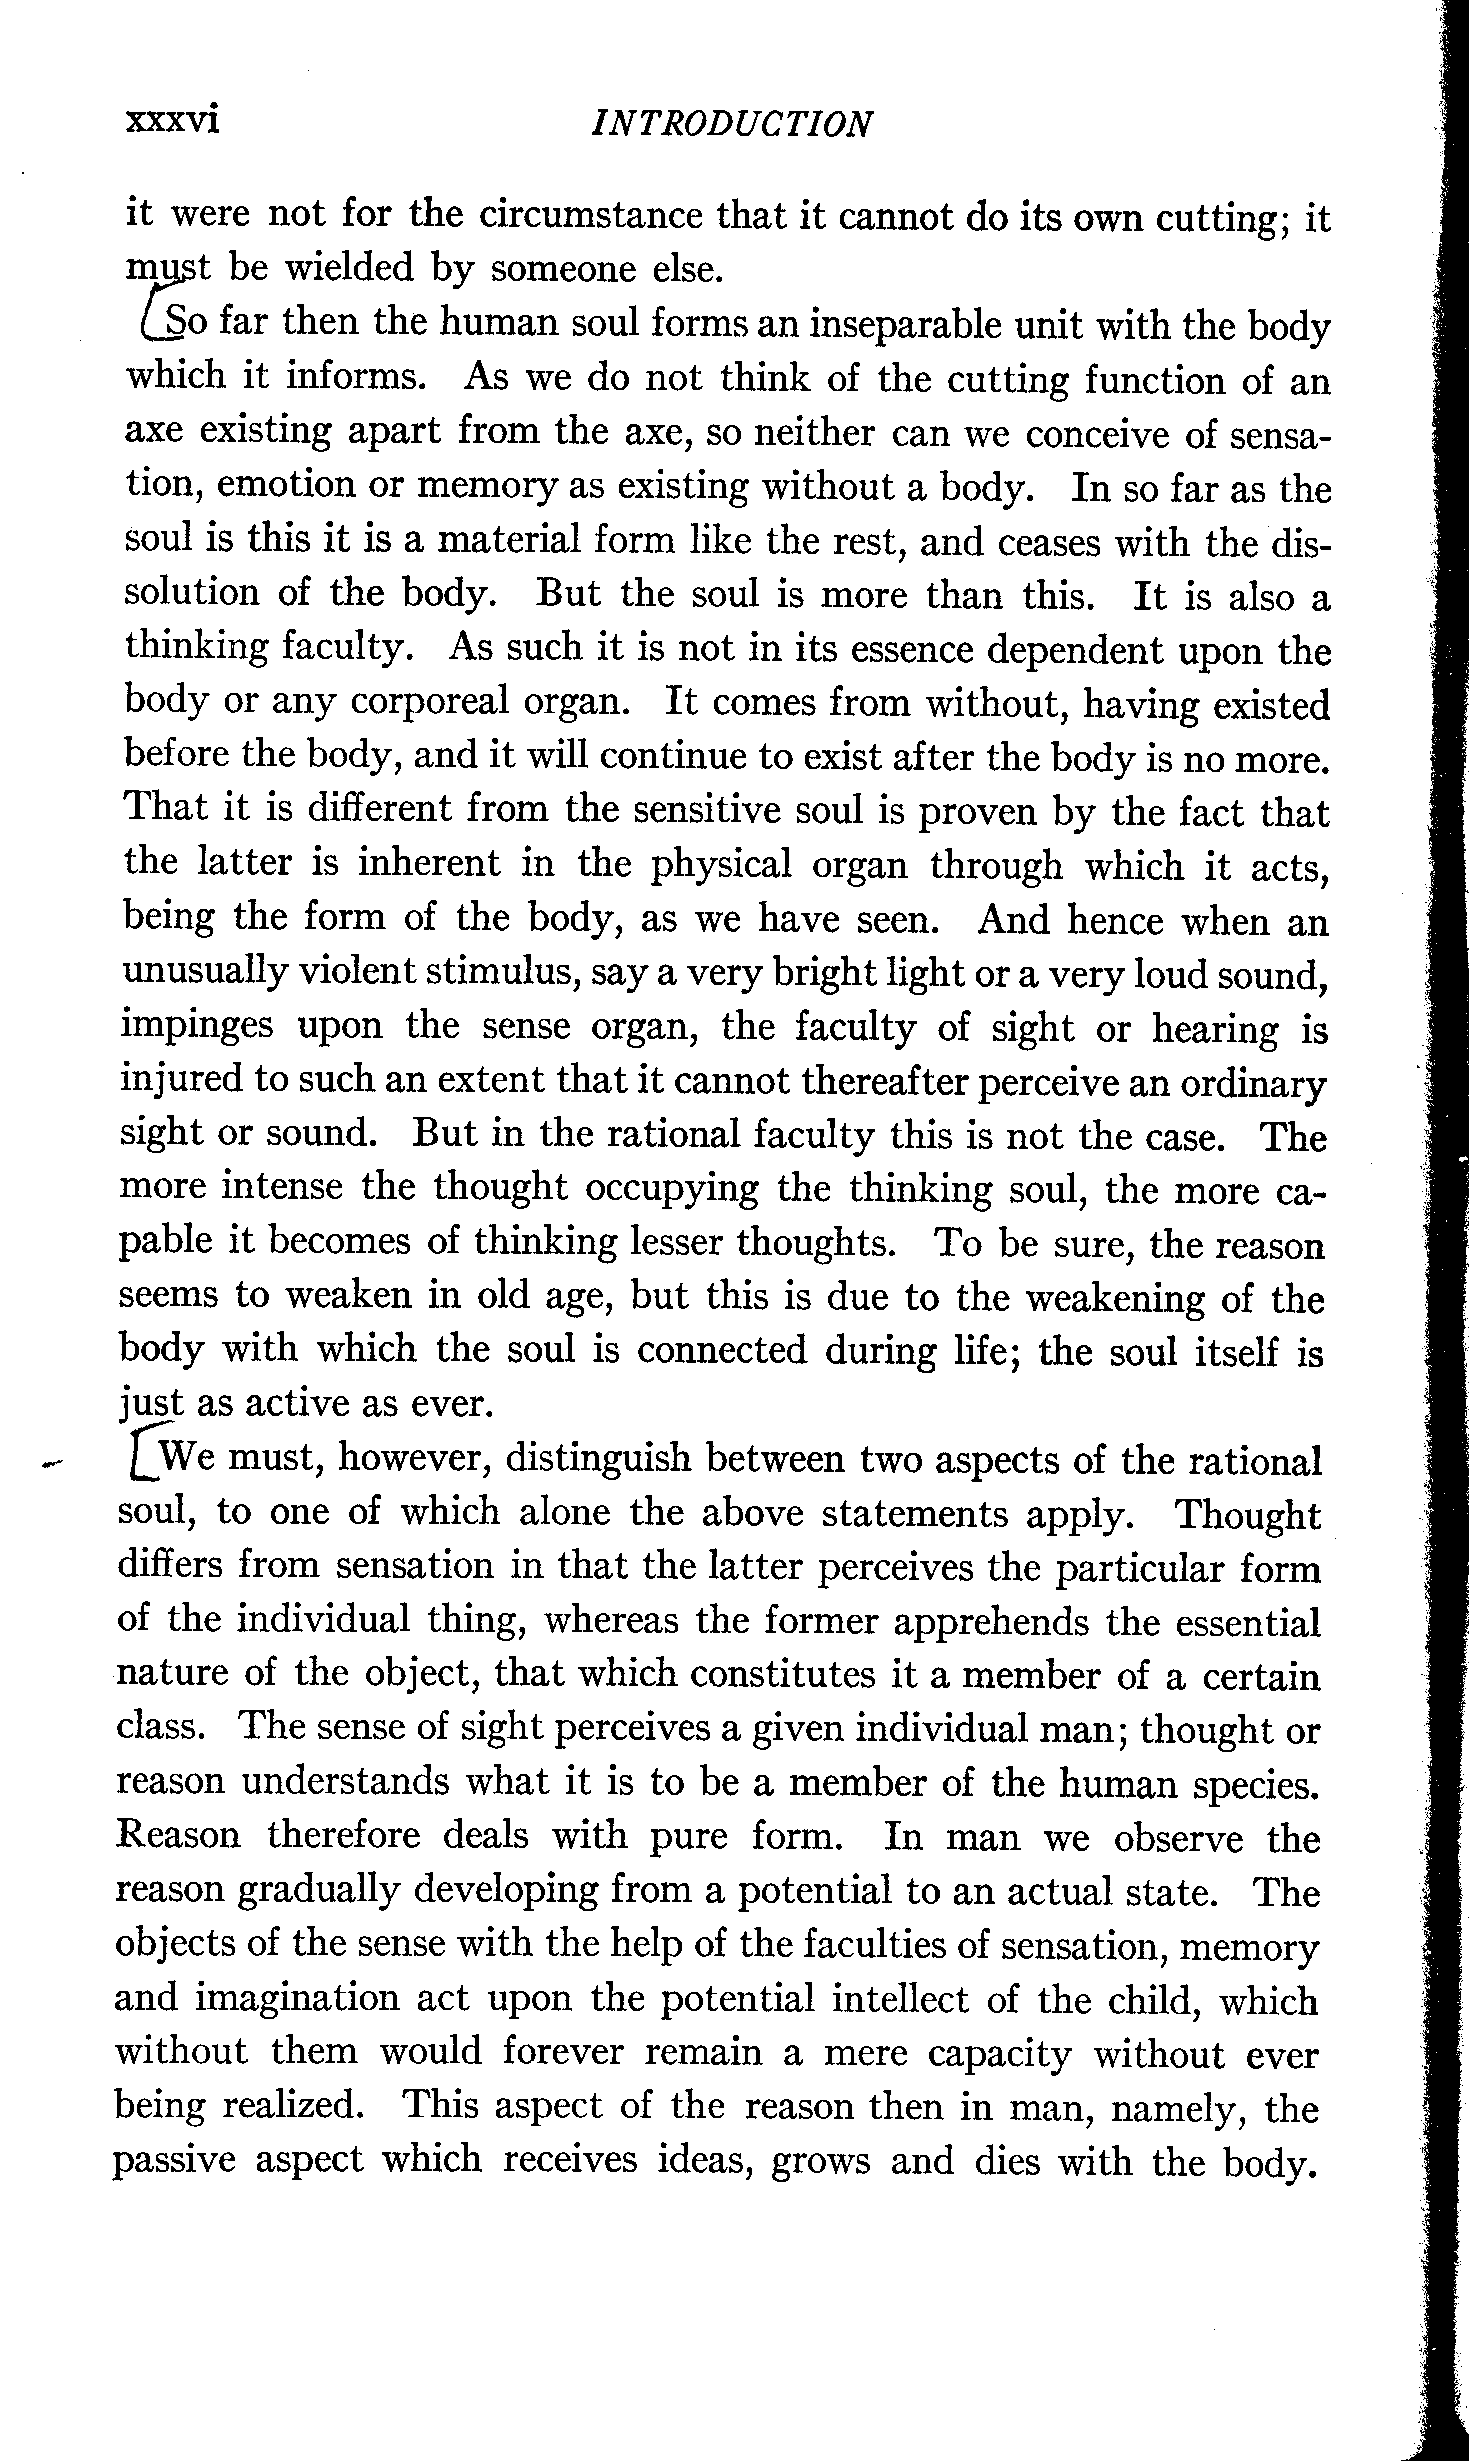 xxxvi INTRODUCTION
it were not for the circumstance that it cannot do its own cutting; it
must be wielded by someone else.
So far then the human soul forms an inseparable unit with the body
which it informs. As we do not think of the cutting function of an
axe existing apart from the axe, so neither can we conceive of sensa-
tion, emotion or memory as existing without a body. In so far as the
soul is this it is a material form like the rest, and ceases with the dis-
solution of the body. But the soul is more than this. It is also a
thinking faculty. As such it is not in its essence dependent upon the
body or any corporeal organ. It comes from without, having existed
before the body, and it will continue to exist after the body is no more.
That it is different from the sensitive soul is proven by the fact that
the latter is inherent in the physical organ through which it acts,
being the form of the body, as we have seen. And hence when an
unusually violent stimulus, say a very bright light or a very loud sound,
impinges upon the sense organ, the faculty of sight or hearing is
injured to such an extent that it cannot thereafter perceive an ordinary
sight or sound. But in the rational faculty this is not the case. The
more intense the thought occupying the thinking soul, the more ca-
pable it becomes of thinking lesser thoughts. To be sure, the reason
seems to weaken in old age, but this is due to the weakening of the
body with which the soul is connected during life; the soul itself is
just as active as ever.
We must, however, distinguish between two aspects of the rational
soul, to one of which alone the above statements apply. Thought
differs from sensation in that the latter perceives the particular form
of the individual thing, whereas the former apprehends the essential
nature of the object, that which constitutes it a member of a certain
class. The sense of sight perceives a given individual man; thought or
reason understands what it is to be a member of the human species.
Reason therefore deals with pure form. In man we observe the
reason gradually developing from a potential to an actual state. The
objects of the sense with the help of the faculties of sensation, memory
and imagination act upon the potential intellect of the child, which
without them would forever remain a mere capacity without ever
being realized. This aspect of the reason then in man, namely, the
passive aspect which receives ideas, grows and dies with the body.